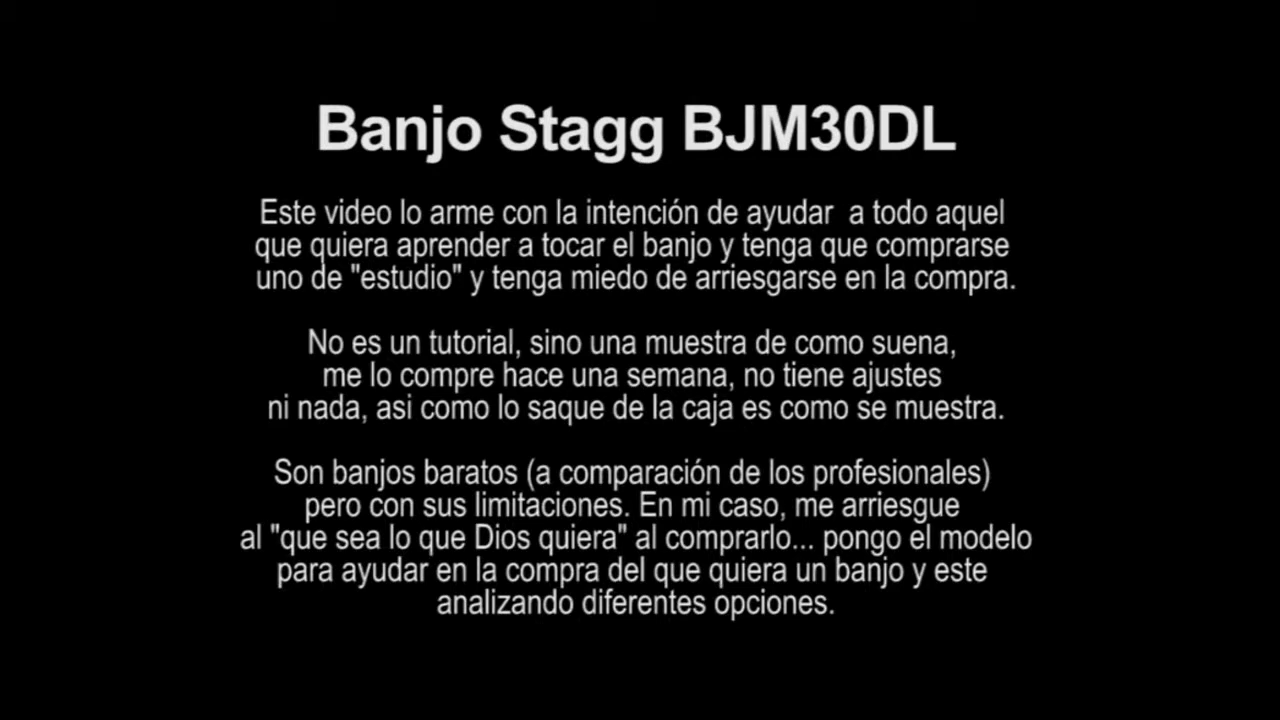 Banjo Stagg BJM30DL
Este video lo arme con la intención de ayudar  a todo aquel
que quiera aprender a tocar el banjo y tenga que comprarse
uno de "estudio" y tenga miedo de arriesgarse en la compra.
No es un tutorial, sino una muestra de como suena,
me lo compre hace una semana, no tiene ajustes
ni nada, asi como lo saque de la caja es como se muestra.
Son banjos baratos (a comparación de los profesionales)
pero con sus limitaciones. En mi caso, me arriesgue
al "que sea lo que Dios quiera" al comprarlo... pongo el modelo
para ayudar en la compra del que quiera un banjo y este
analizando diferentes opciones.